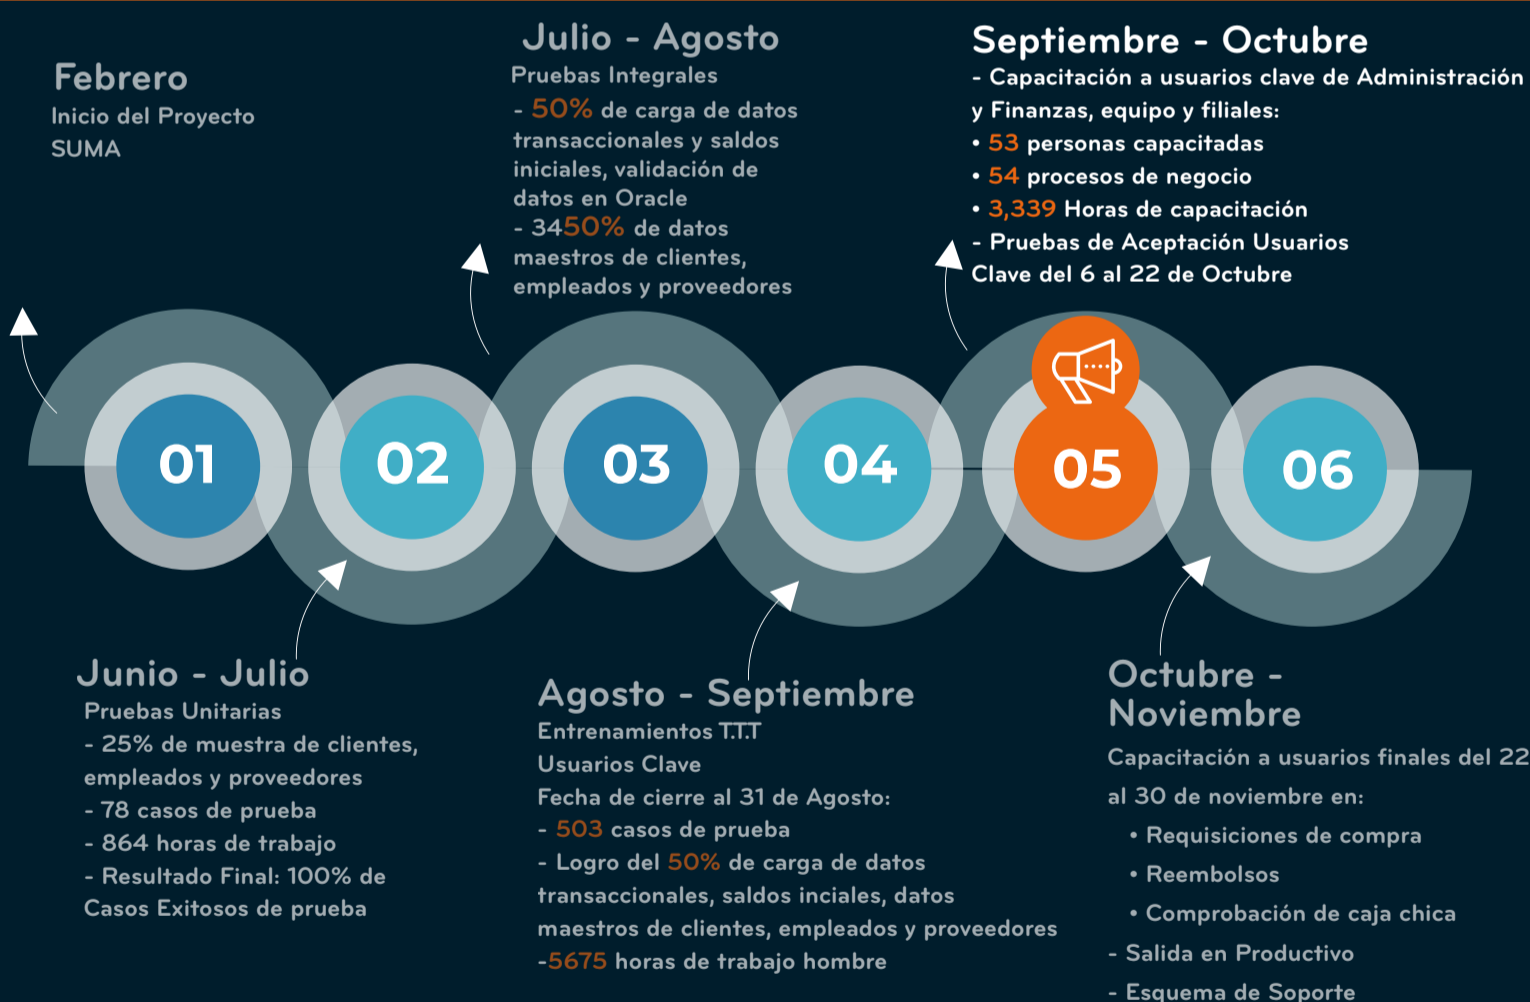 Febrero
Inicio del Proyecto
SUMA
Julio - Agosto
Pruebas Integrales
- 50% de carga de datos
transaccionales y saldos
iniciales, validación de
datos en Oracle
- 3450% de datos
maestros de clientes,
empleados y proveedores
Septiembre - Octubre
- Capacitación a usuarios clave de Administración
y Finanzas, equipo y filiales:
• 53 personas capacitadas
• 54 procesos de negocio
• 3,339 Horas de capacitación
- Pruebas de Aceptación Usuarios
Clave del 6 al 22 de Octubre
01
02
03
04
05
06
Junio - Julio
Pruebas Unitarias
- 25% de muestra de clientes,
empleados y proveedores
- 78 casos de prueba
- 864 horas de trabajo
- Resultado Final: 100% de
Casos Exitosos de prueba
Agosto - Septiembre
Entrenamientos T.T.T
Usuarios Clave
Fecha de cierre al 31 de Agosto:
- 503 casos de prueba
- Logro del 50% de carga de datos
transaccionales, saldos inciales, datos
maestros de clientes, empleados y proveedores
-5675 horas de trabajo hombre
Octubre -
Noviembre
Capacitación a usuarios finales del 22
al 30 de noviembre en:
• Requisiciones de compra
• Reembolsos
• Comprobación de caja chica
- Salida en Productivo
- Esquema de Soporte